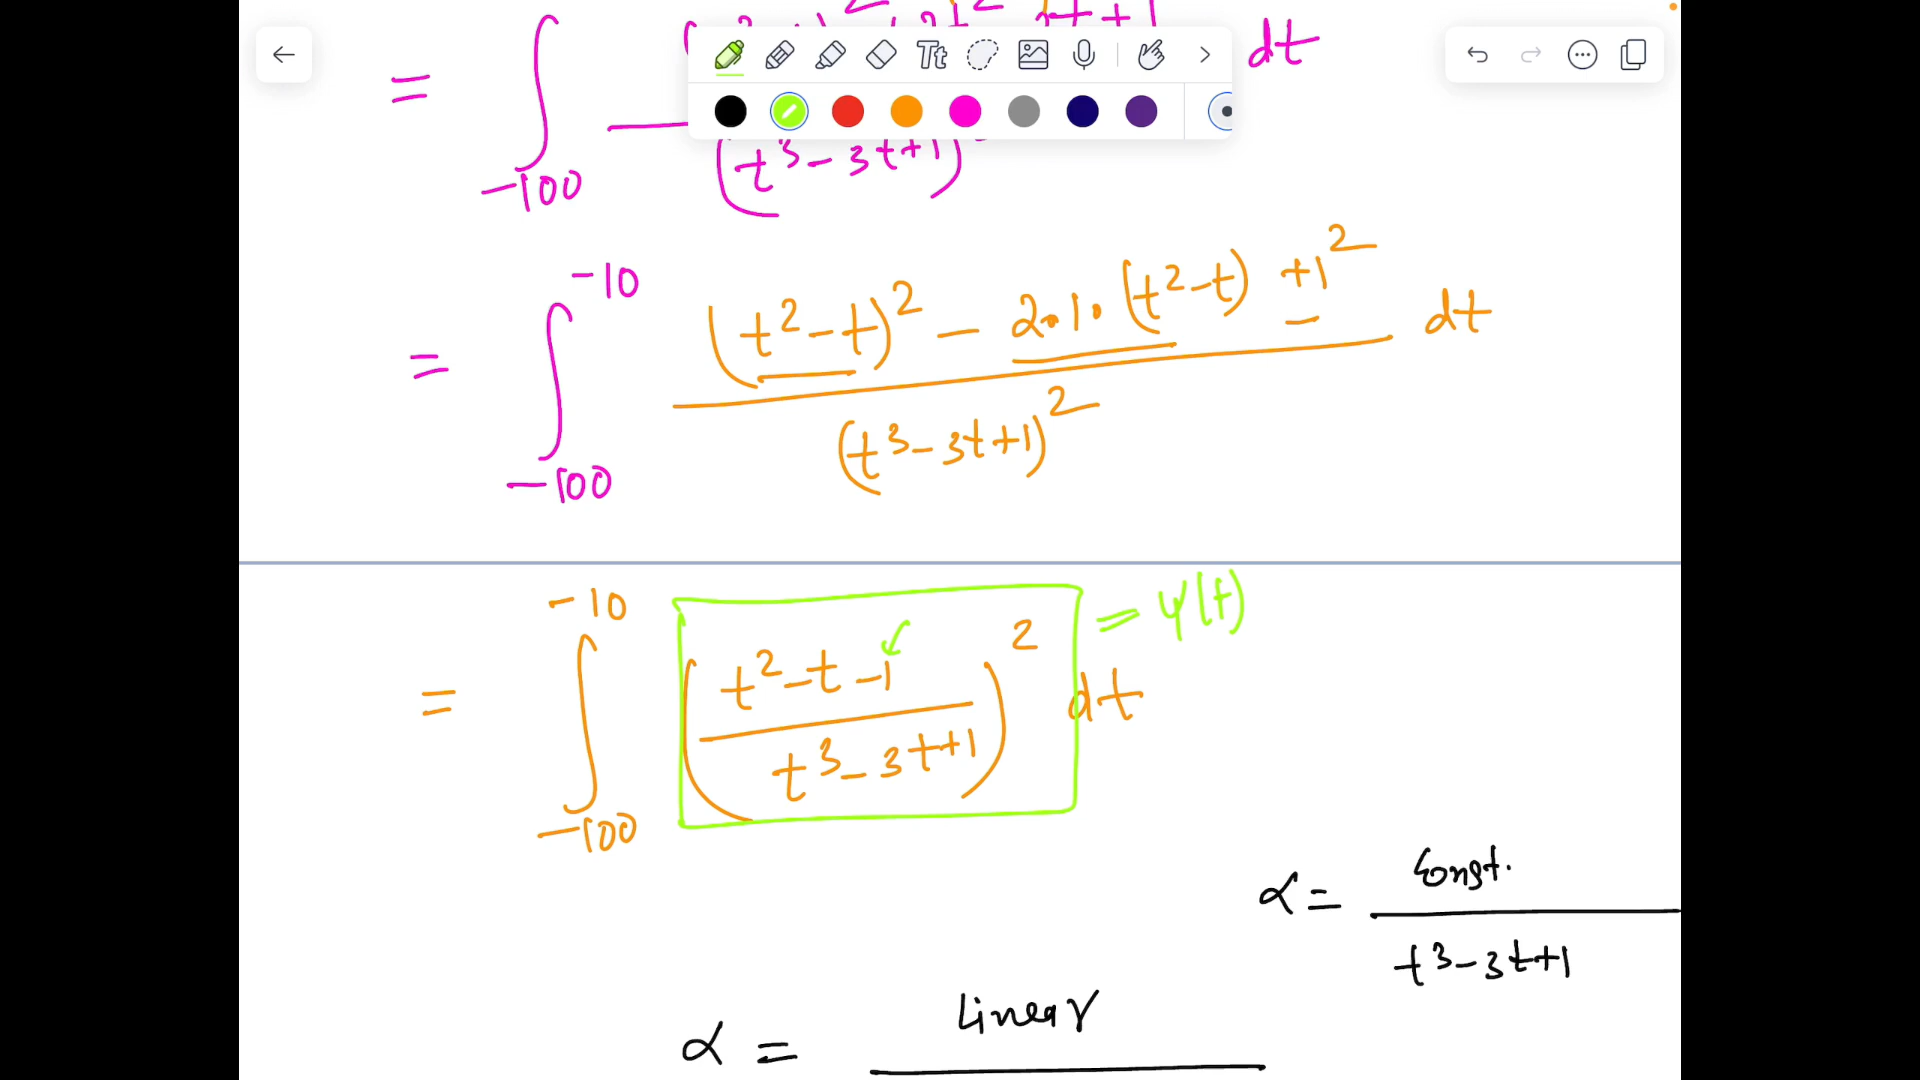 = ∫ dt
-100
(t³-3t+1)
-10
= ∫ (t²-t)² - 2·1·(t²-t) +1² dt
(t³-3t+1)²
-100
-10
= ψ(t)
= ∫ (t²-t-1 / t³-3t+1)² dt
-100
α = const.
t³-3t+1
α = Linear
Tt